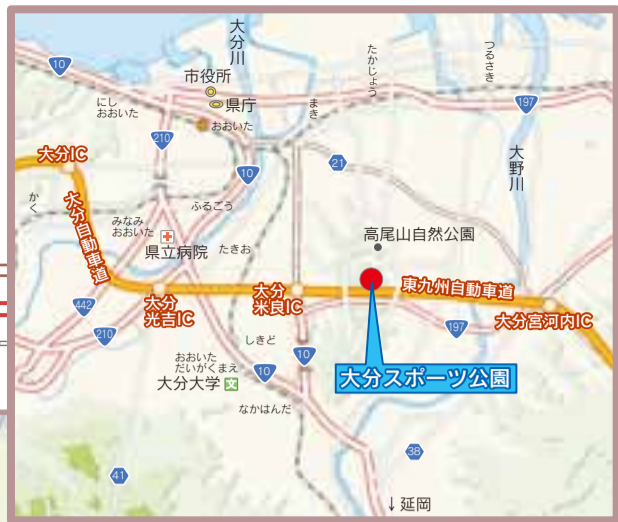 大分川
10
市役所
県庁
にし
おおいた
おおいた
210
まき
たかじょう
つるさき
197
大野川
大分IC
10
21
かく
大分自動車道
ふるごう
みなみ
おおいた
県立病院
たきお
高尾山自然公園
大分
光吉IC
大分
米良IC
東九州自動車道
大分宮河内IC
442
210
しきど
10
197
おおいた
だいがくまえ
大分大学
文
10
大分スポーツ公園
なかはんだ
38
41
↓延岡